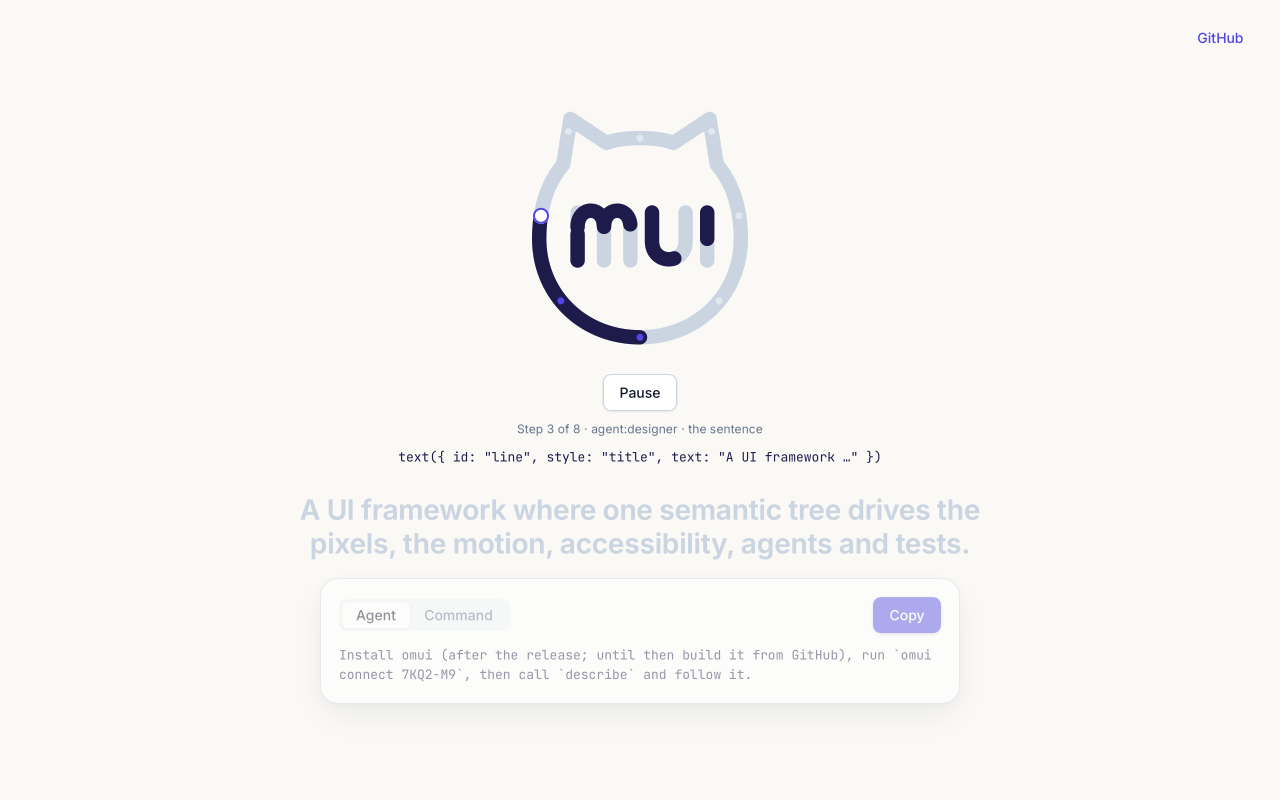 GitHub
mui
Pause
Step 3 of 8 · agent:designer · the sentence
text({ id: "line", style: "title", text: "A UI framework …" })
A UI framework where one semantic tree drives the
pixels, the motion, accessibility, agents and tests.
Agent Command Copy
Install omui (after the release; until then build it from GitHub), run `omui
connect 7KQ2-M9`, then call `describe` and follow it.